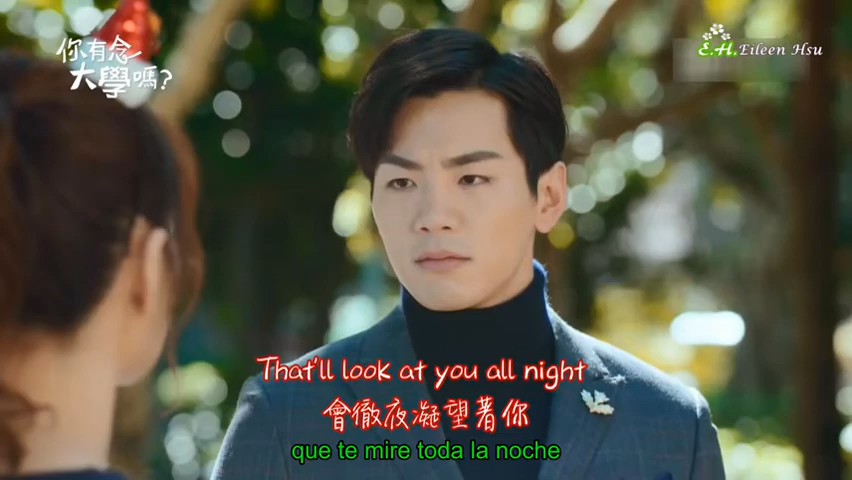 你有念
大學嗎?
E.H.Eileen Hsu
That'll look at you all night
會徹夜凝望著你
que te mire toda la noche